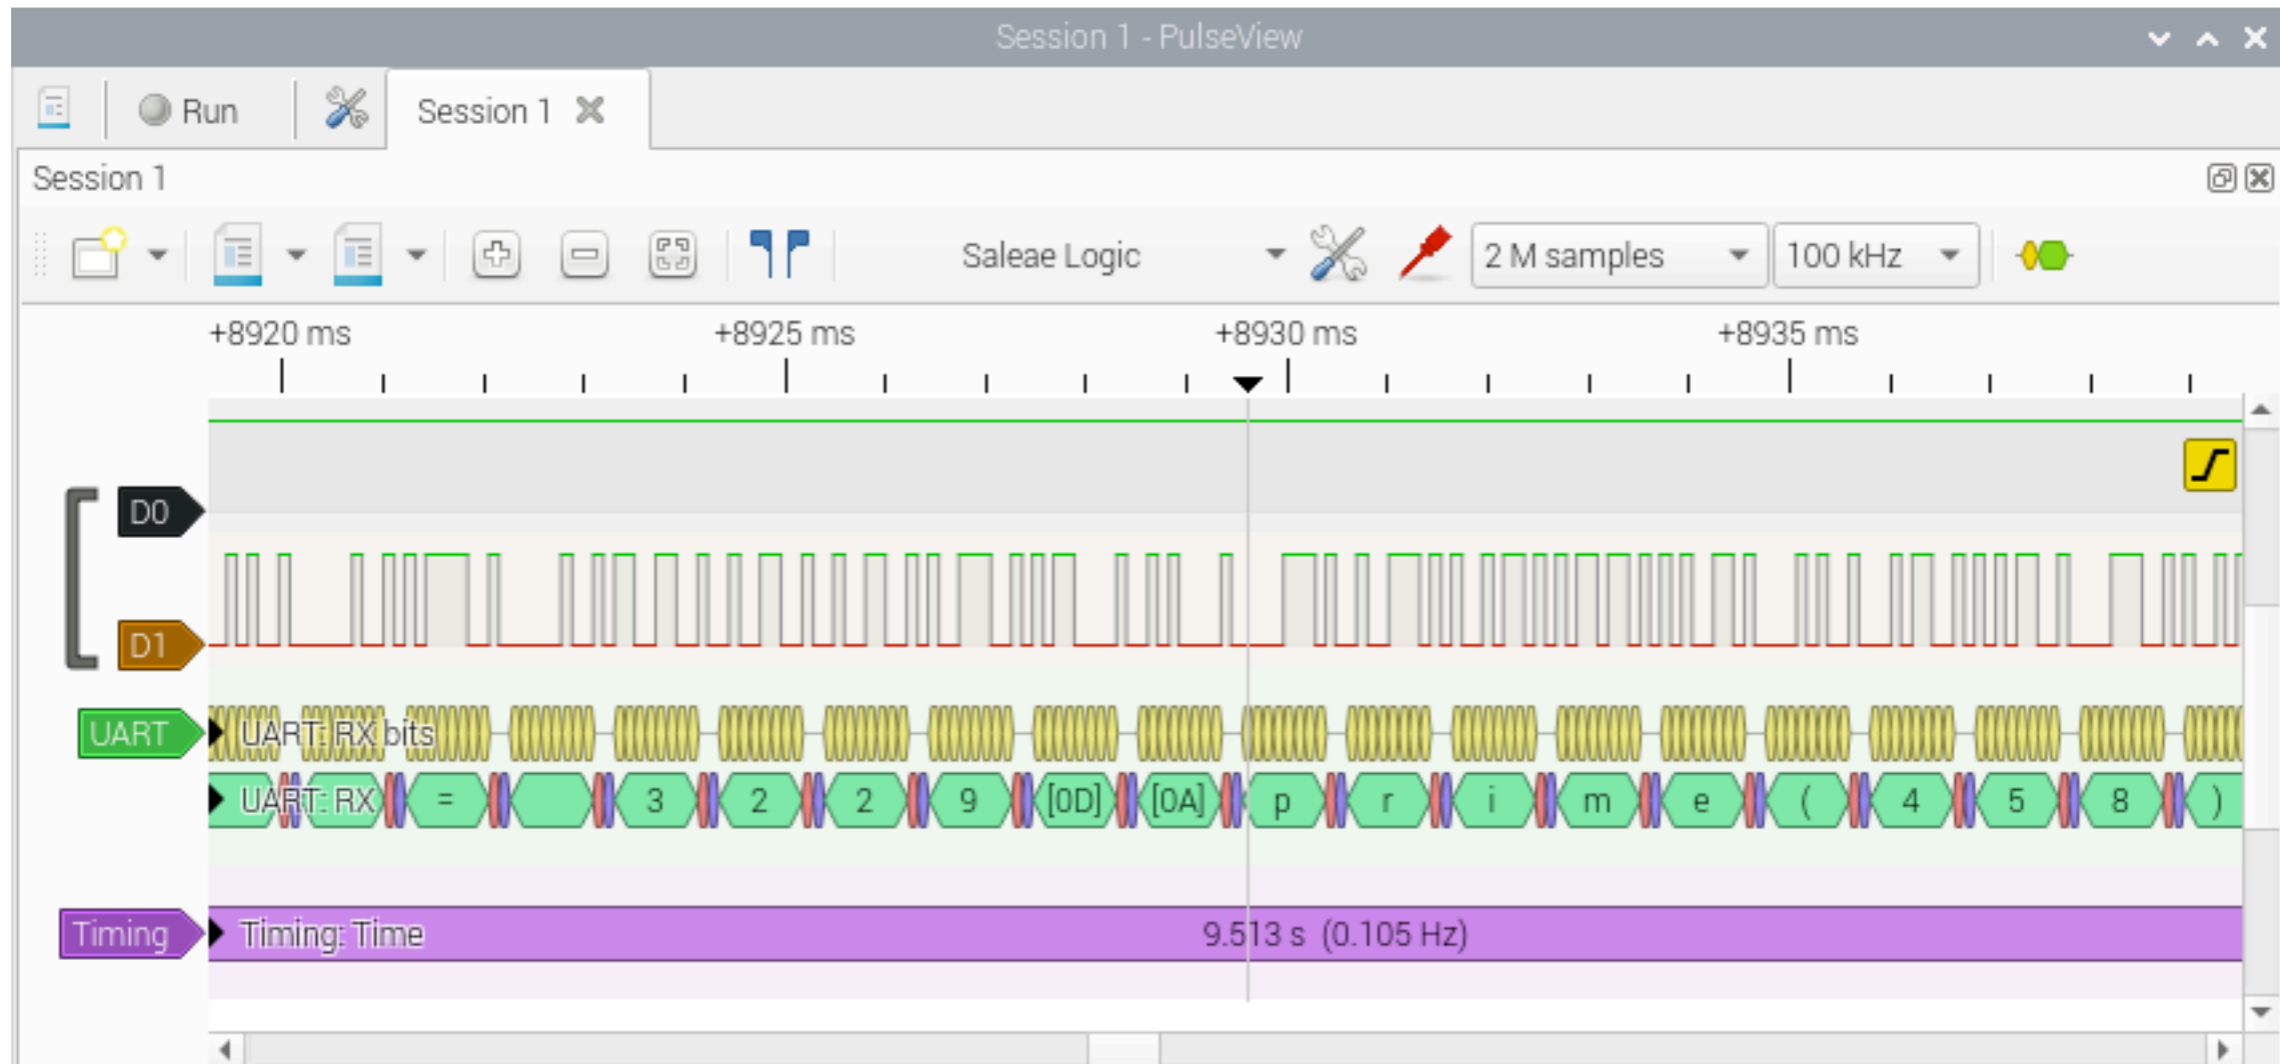 Session 1 - PulseView
Run
Session 1
Session 1
Saleae Logic
2 M samples
100 kHz
+8920 ms +8925 ms +8930 ms +8935 ms
D0
D1
UART
UART: RX bits
UART: RX = 3 2 2 9 [0D] [0A] p r i m e ( 4 5 8 )
Timing
Timing: Time
9.513 s (0.105 Hz)